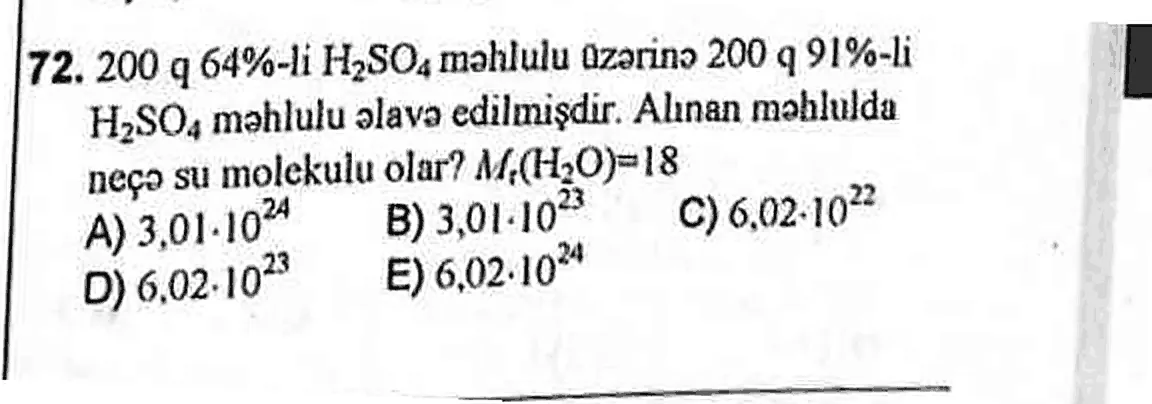 72. 200 q 64%-li H₂SO₄ məhlulu üzərinə 200 q 91%-li
H₂SO₄ məhlulu əlavə edilmişdir. Alınan məhlulda
neçə su molekulu olar? Mᵣ(H₂O)=18
A) 3,01·10²⁴ B) 3,01·10²³ C) 6,02·10²²
D) 6,02·10²³ E) 6,02·10²⁴